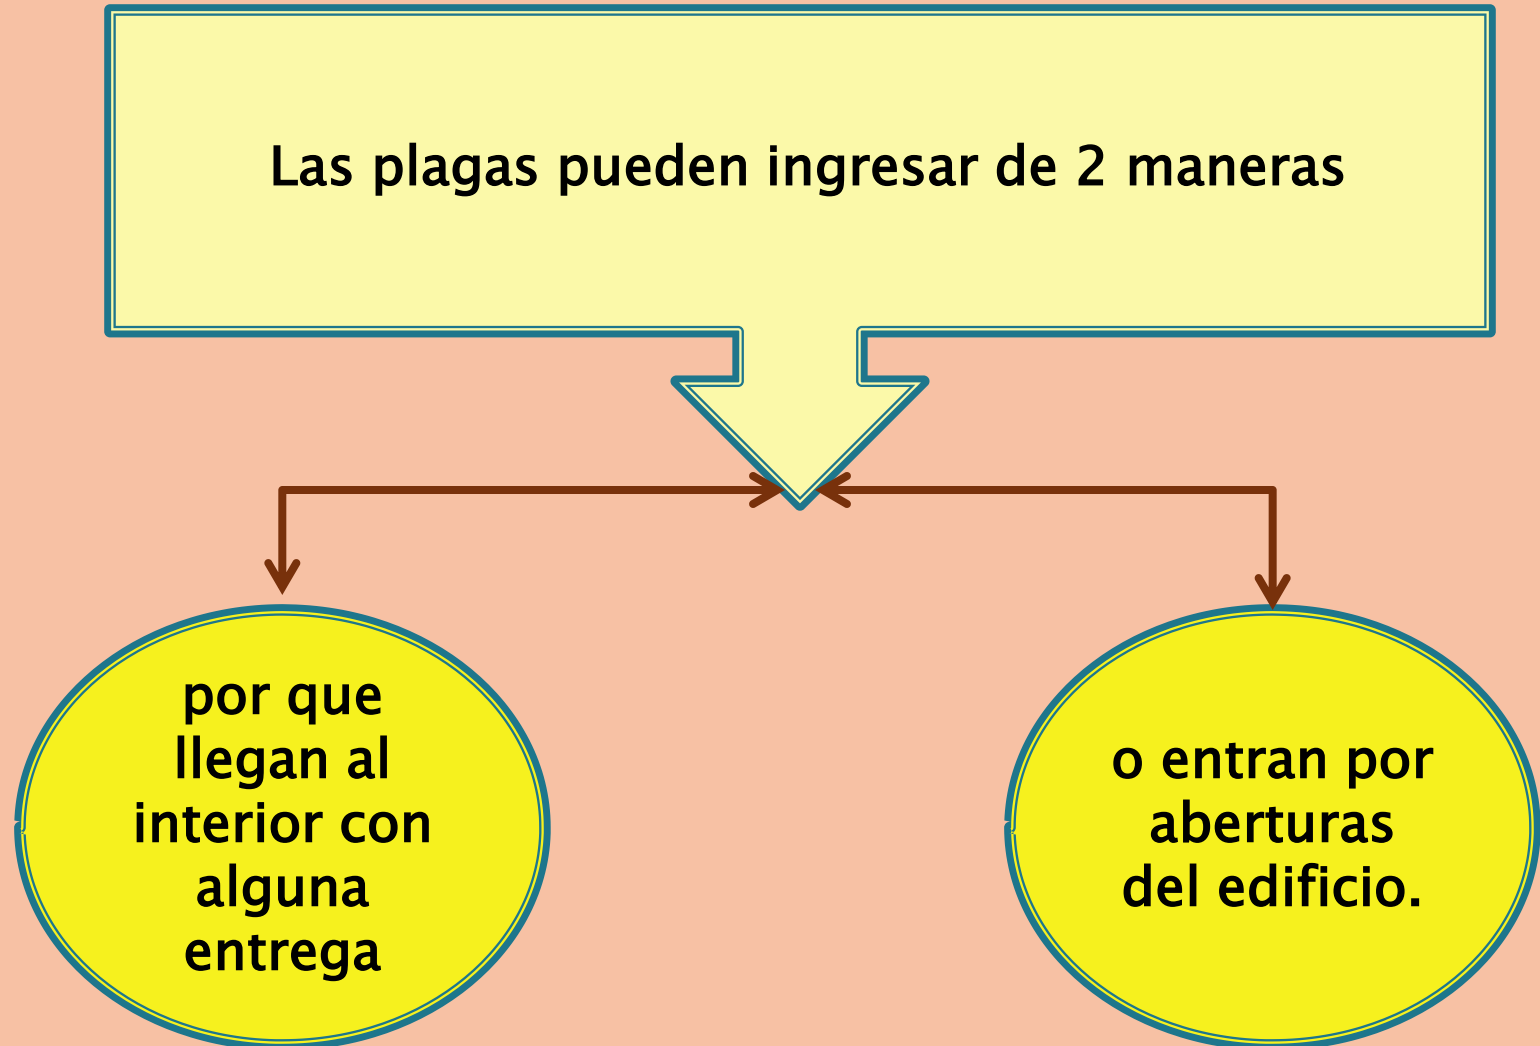 Las plagas pueden ingresar de 2 maneras
por que
llegan al
interior con
alguna
entrega
o entran por
aberturas
del edificio.